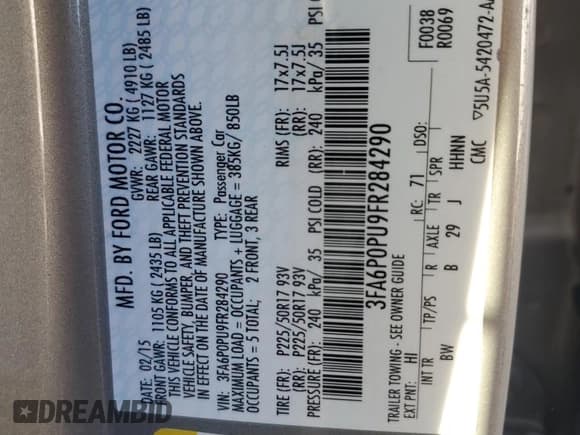 MFD. BY FORD MOTOR CO.
DATE: 02/15 GVWR: 2227 KG ( 4910 LB)
FRONT GAWR: 1105 KG ( 2435 LB) REAR GAWR: 1127 KG ( 2485 LB)
THIS VEHICLE CONFORMS TO ALL APPLICABLE FEDERAL MOTOR
VEHICLE SAFETY, BUMPER, AND THEFT PREVENTION STANDARDS
IN EFFECT ON THE DATE OF MANUFACTURE SHOWN ABOVE.
VIN: 3FA6P0PU9FR284290 TYPE: Passenger Car
MAXIMUM LOAD = OCCUPANTS + LUGGAGE = 385KG/ 850LB
OCCUPANTS = 5 TOTAL; 2 FRONT, 3 REAR
TIRE (FR): P225/50R17 93V RIMS (FR): 17x7.5J
(RR): P225/50R17 93V (RR): 17x7.5J
PRESSURE (FR): 240 kPa/ 35 PSI COLD (RR): 240 kPa/ 35 PSI
3FA6P0PU9FR284290
F0038
R0069
TRAILER TOWING - SEE OWNER GUIDE
EXT PNT: HI RC: 71 DSO:
INT TR TP/PS R AXLE TR SPR
BW B 29 J HHNN
CMC
▽5U5A-5420472-A
DREAMBID